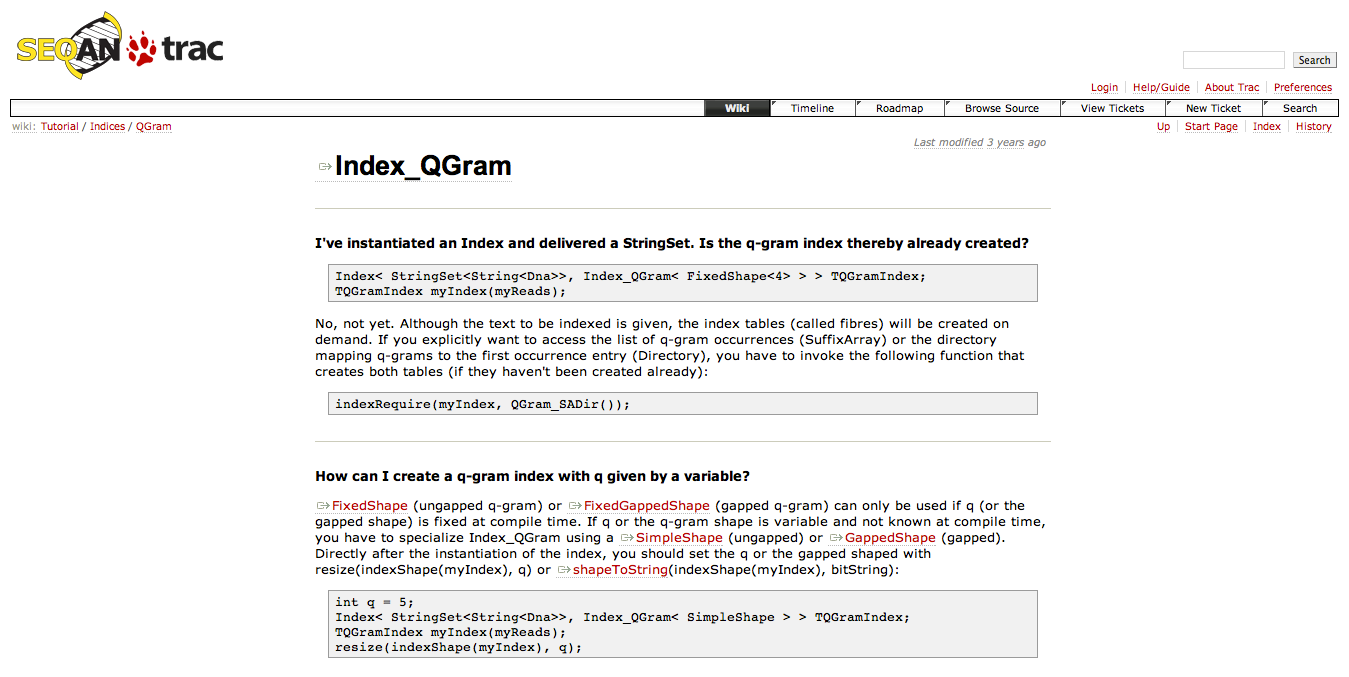 SEQAN trac
Search
Login Help/Guide About Trac Preferences
Wiki Timeline Roadmap Browse Source View Tickets New Ticket Search
wiki: Tutorial / Indices / QGram
Up Start Page Index History
Last modified 3 years ago
Index_QGram
I've instantiated an Index and delivered a StringSet. Is the q-gram index thereby already created?
Index< StringSet<String<Dna>>, Index_QGram< FixedShape<4> > > TQGramIndex;
TQGramIndex myIndex(myReads);
No, not yet. Although the text to be indexed is given, the index tables (called fibres) will be created on
demand. If you explicitly want to access the list of q-gram occurrences (SuffixArray) or the directory
mapping q-grams to the first occurrence entry (Directory), you have to invoke the following function that
creates both tables (if they haven't been created already):
indexRequire(myIndex, QGram_SADir());
How can I create a q-gram index with q given by a variable?
FixedShape (ungapped q-gram) or FixedGappedShape (gapped q-gram) can only be used if q (or the
gapped shape) is fixed at compile time. If q or the q-gram shape is variable and not known at compile time,
you have to specialize Index_QGram using a SimpleShape (ungapped) or GappedShape (gapped).
Directly after the instantiation of the index, you should set the q or the gapped shaped with
resize(indexShape(myIndex), q) or shapeToString(indexShape(myIndex), bitString):
int q = 5;
Index< StringSet<String<Dna>>, Index_QGram< SimpleShape > > TQGramIndex;
TQGramIndex myIndex(myReads);
resize(indexShape(myIndex), q);